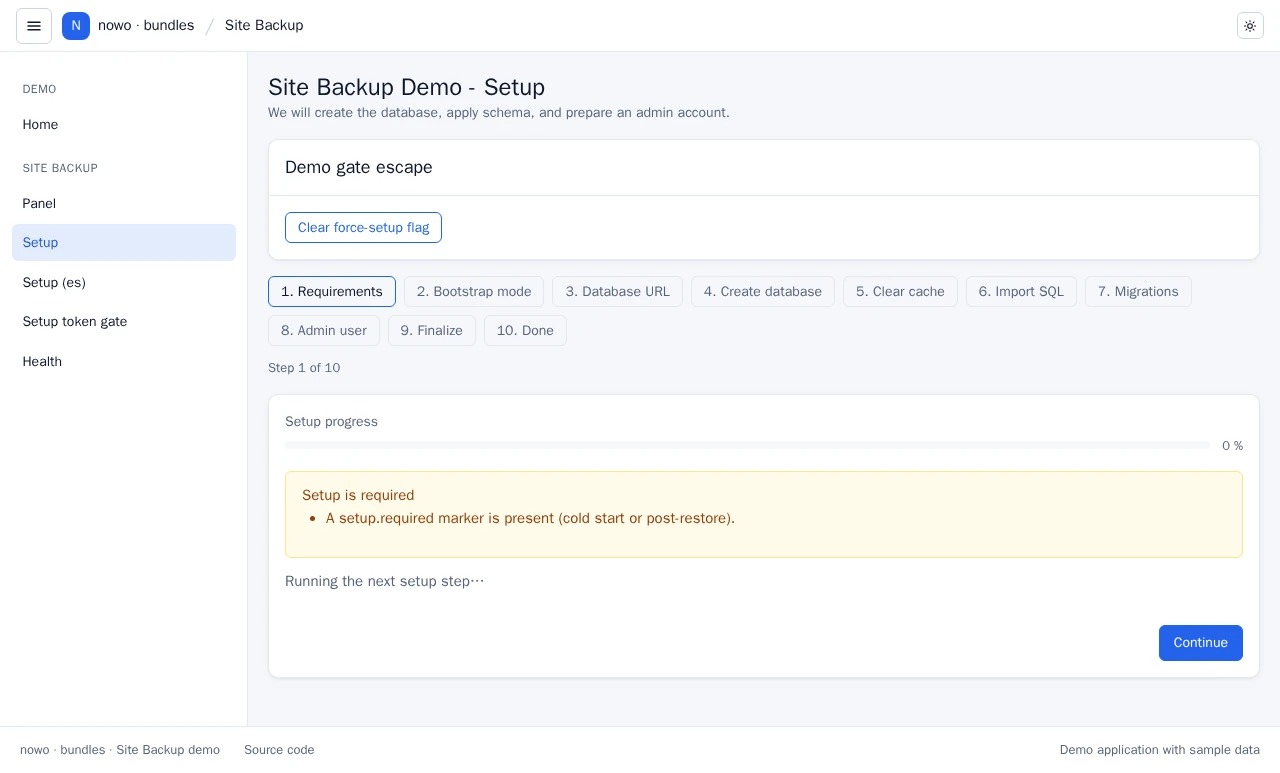 N nowo · bundles / Site Backup
DEMO
Home
SITE BACKUP
Panel
Setup
Setup (es)
Setup token gate
Health
Site Backup Demo - Setup
We will create the database, apply schema, and prepare an admin account.
Demo gate escape
Clear force-setup flag
1. Requirements 2. Bootstrap mode 3. Database URL 4. Create database 5. Clear cache 6. Import SQL 7. Migrations
8. Admin user 9. Finalize 10. Done
Step 1 of 10
Setup progress
0 %
Setup is required
• A setup.required marker is present (cold start or post-restore).
Running the next setup step…
Continue
nowo · bundles · Site Backup demo Source code Demo application with sample data